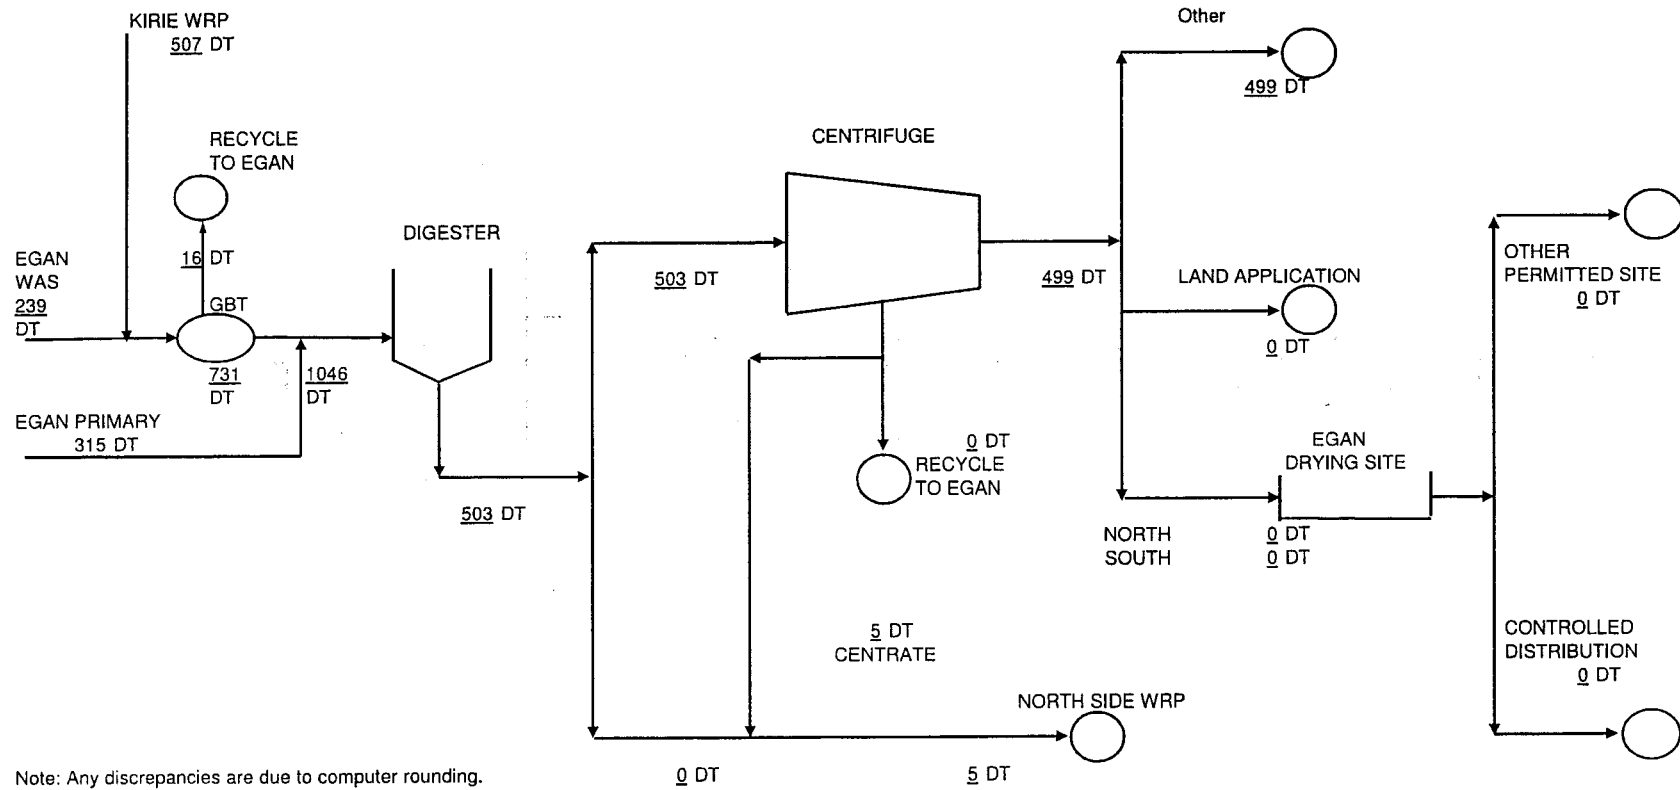 KIRIE WRP
507 DT
Other
499 DT
RECYCLE
TO EGAN
CENTRIFUGE
16 DT
DIGESTER
EGAN
WAS
239
DT
GBT
731
DT
1046
DT
EGAN PRIMARY
315 DT
503 DT
503 DT
499 DT
LAND APPLICATION
0 DT
OTHER
PERMITTED SITE
0 DT
0 DT
RECYCLE
TO EGAN
EGAN
DRYING SITE
NORTH 0 DT
SOUTH 0 DT
5 DT
CENTRATE
CONTROLLED
DISTRIBUTION
0 DT
NORTH SIDE WRP
0 DT
5 DT
Note: Any discrepancies are due to computer rounding.